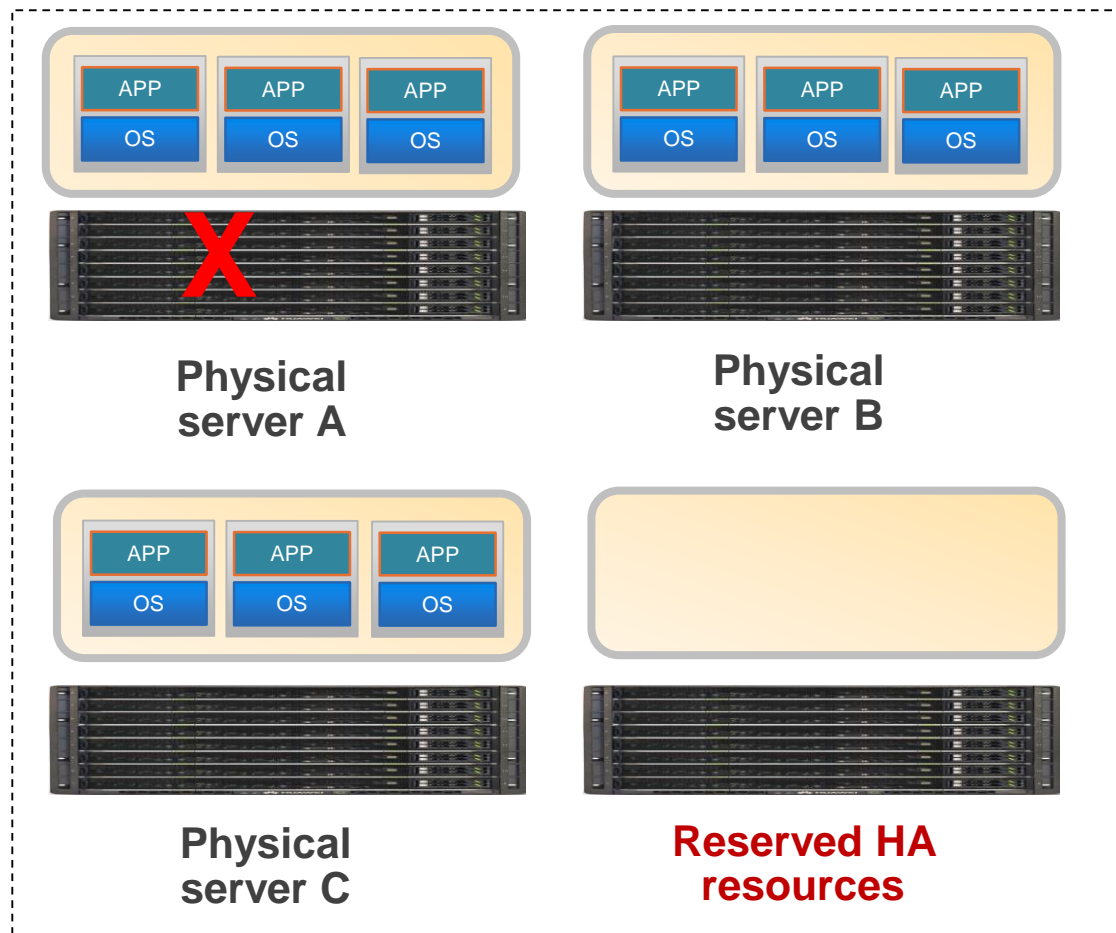 APP APP APP
OS OS OS
APP APP APP
OS OS OS
X
Physical
server A
Physical
server B
APP APP APP
OS OS OS
Physical
server C
Reserved HA
resources